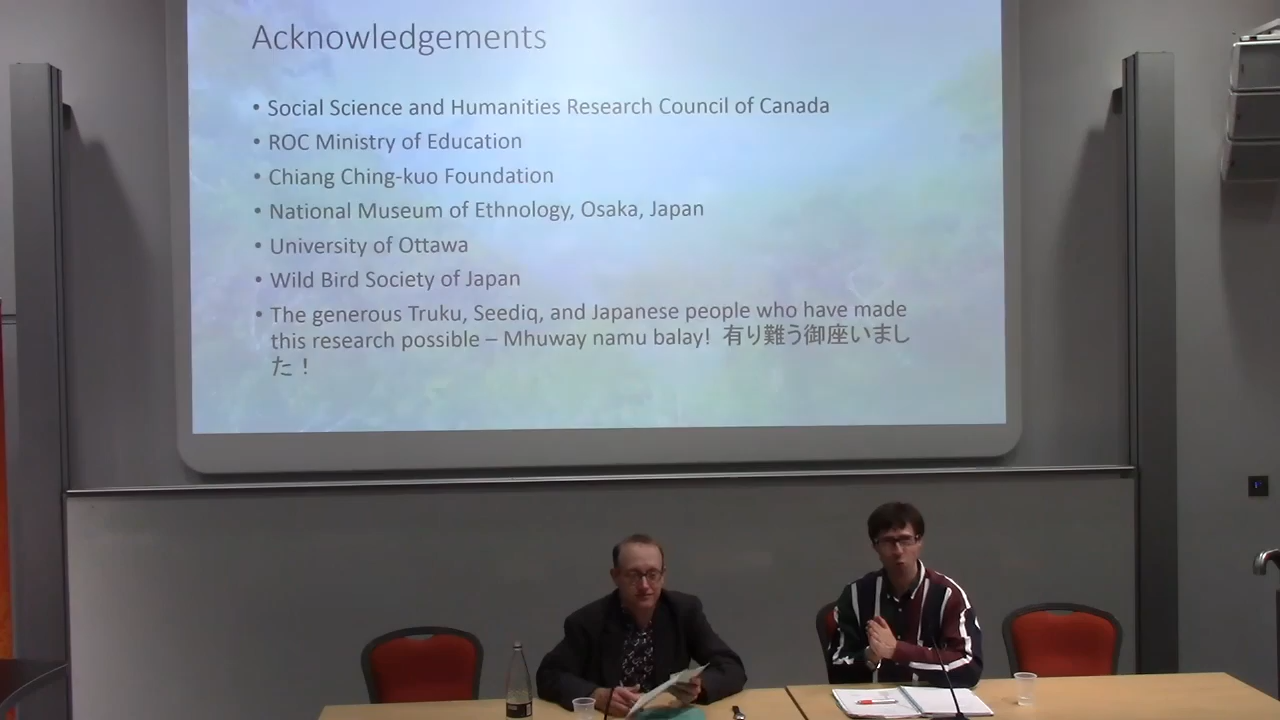 Acknowledgements
• Social Science and Humanities Research Council of Canada
• ROC Ministry of Education
• Chiang Ching-kuo Foundation
• National Museum of Ethnology, Osaka, Japan
• University of Ottawa
• Wild Bird Society of Japan
• The generous Truku, Seediq, and Japanese people who have made
this research possible – Mhuway namu balay! 有り難う御座いまし
た！